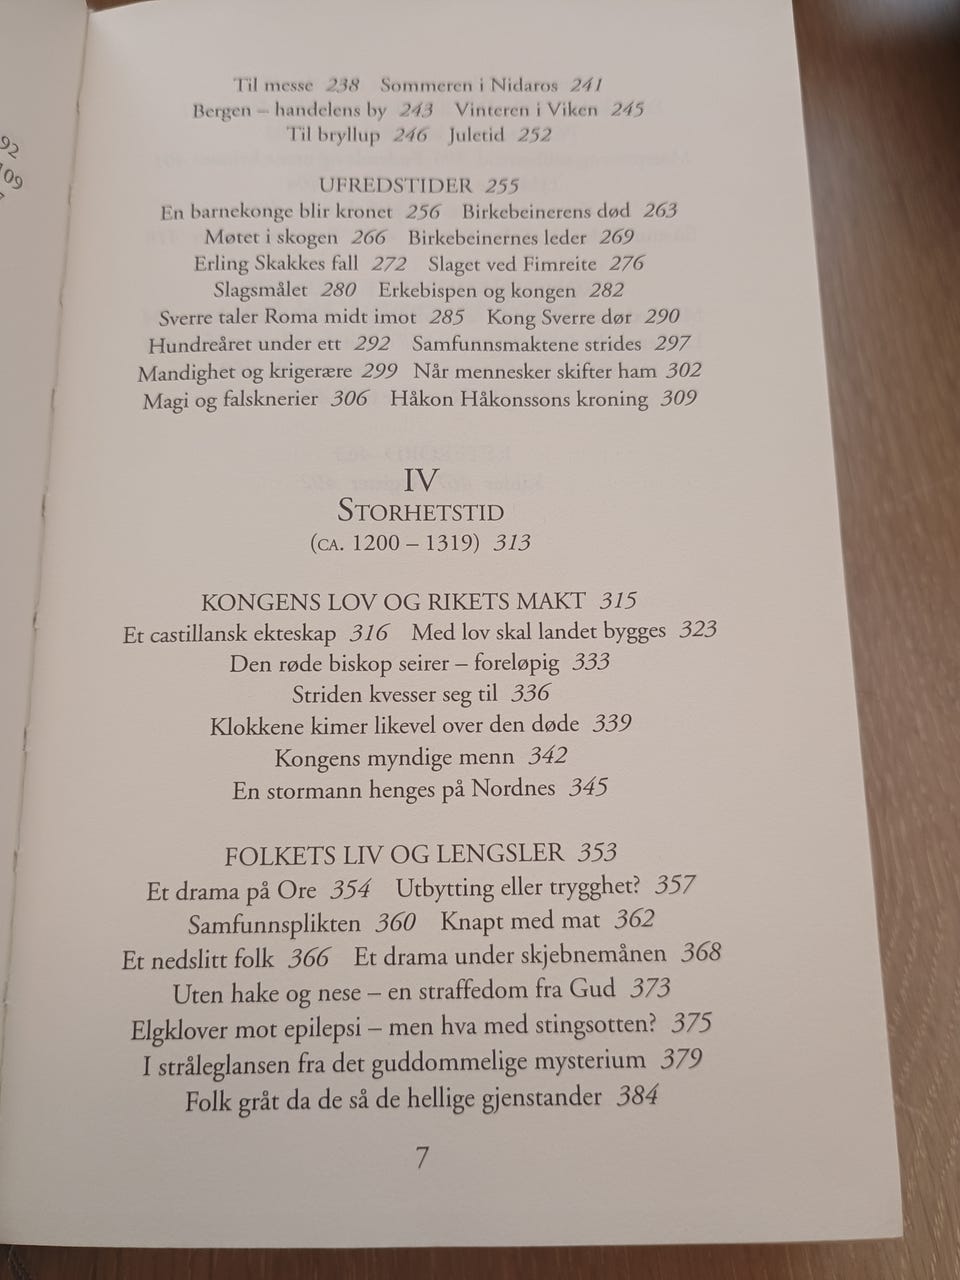 92
109
Til messe 238 Sommeren i Nidaros 241
Bergen – handelens by 243 Vinteren i Viken 245
Til bryllup 246 Juletid 252
UFREDSTIDER 255
En barnekonge blir kronet 256 Birkebeinerens død 263
Møtet i skogen 266 Birkebeinernes leder 269
Erling Skakkes fall 272 Slaget ved Fimreite 276
Slagsmålet 280 Erkebispen og kongen 282
Sverre taler Roma midt imot 285 Kong Sverre dør 290
Hundreåret under ett 292 Samfunnsmaktene strides 297
Mandighet og krigerære 299 Når mennesker skifter ham 302
Magi og falsknerier 306 Håkon Håkonssons kroning 309
IV
STORHETSTID
(CA. 1200 – 1319) 313
KONGENS LOV OG RIKETS MAKT 315
Et castillansk ekteskap 316 Med lov skal landet bygges 323
Den røde biskop seirer – foreløpig 333
Striden kvesser seg til 336
Klokkene kimer likevel over den døde 339
Kongens myndige menn 342
En stormann henges på Nordnes 345
FOLKETS LIV OG LENGSLER 353
Et drama på Ore 354 Utbytting eller trygghet? 357
Samfunnsplikten 360 Knapt med mat 362
Et nedslitt folk 366 Et drama under skjebnemånen 368
Uten hake og nese – en straffedom fra Gud 373
Elgklover mot epilepsi – men hva med stingsotten? 375
I stråleglansen fra det guddommelige mysterium 379
Folk gråt da de så de hellige gjenstander 384
7